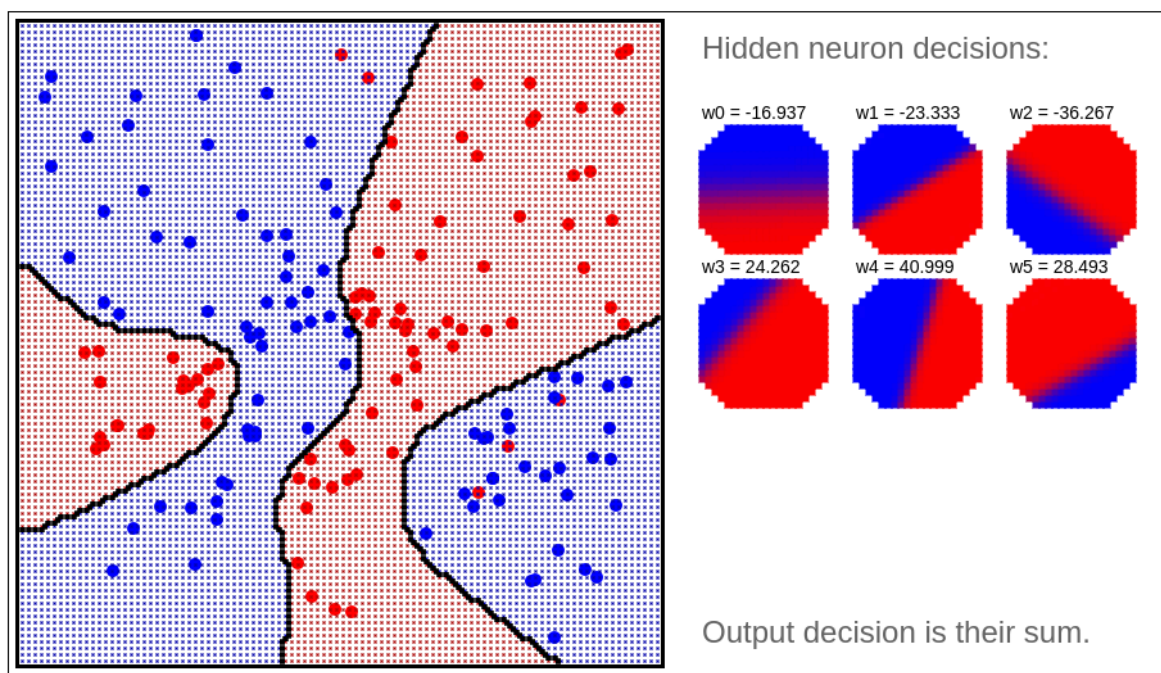 Hidden neuron decisions:
w0 = -16.937 w1 = -23.333 w2 = -36.267
w3 = 24.262 w4 = 40.999 w5 = 28.493
Output decision is their sum.